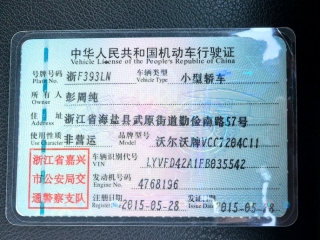 中华人民共和国机动车行驶证
Vehicle License of the People's Republic of China
号牌号码 浙F393LN 车辆类型 小型轿车
Plate No. Vehicle Type
所有人 彭周纯
Owner
住址 浙江省海盐县武原街道勤俭南路57号
Address
使用性质 非营运 品牌型号 沃尔沃牌VCC7204C11
Use Character Model
浙江省嘉兴
市公安局交
通警察支队
车辆识别代号 LYVFD42A1FB035542
VIN
发动机号码 4768196
Engine No.
注册日期 2015-05-28 发证日期 2015-05-28
Register Date Issue Date